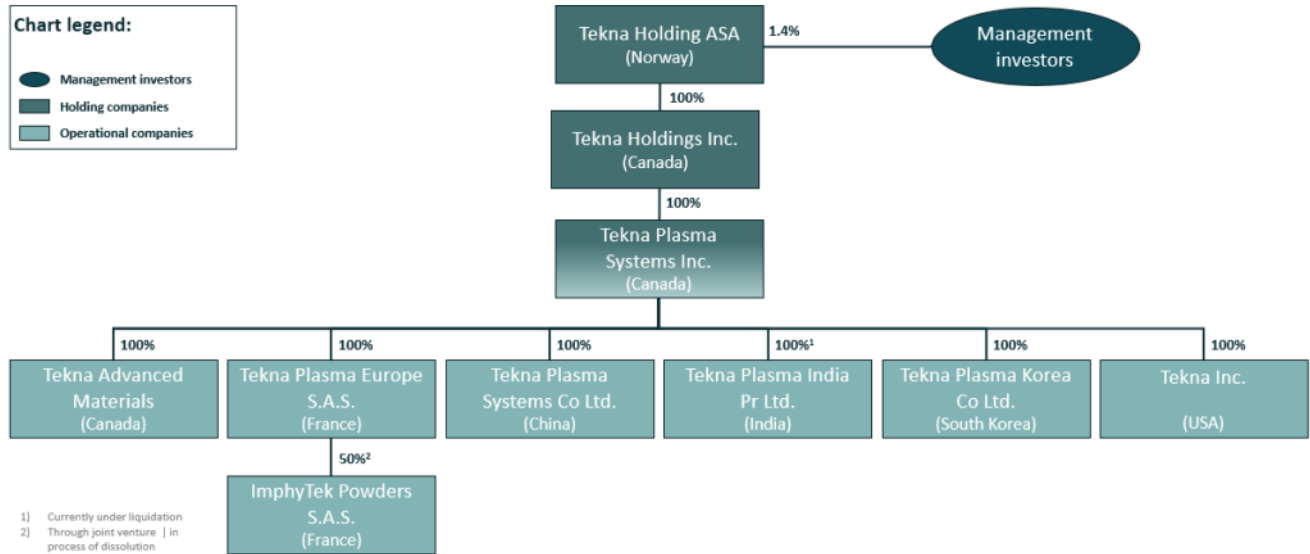 Chart legend:
Management investors
Holding companies
Operational companies
Tekna Holding ASA
(Norway)
1.4%
Management
investors
100%
Tekna Holdings Inc.
(Canada)
100%
Tekna Plasma
Systems Inc.
(Canada)
100%
100%
100%
100%¹
100%
100%
Tekna Advanced
Materials
(Canada)
Tekna Plasma Europe
S.A.S.
(France)
Tekna Plasma
Systems Co Ltd.
(China)
Tekna Plasma India
Pr Ltd.
(India)
Tekna Plasma Korea
Co Ltd.
(South Korea)
Tekna Inc.
(USA)
50%²
ImphyTek Powders
S.A.S.
(France)
1) Currently under liquidation
2) Through joint venture | in
process of dissolution